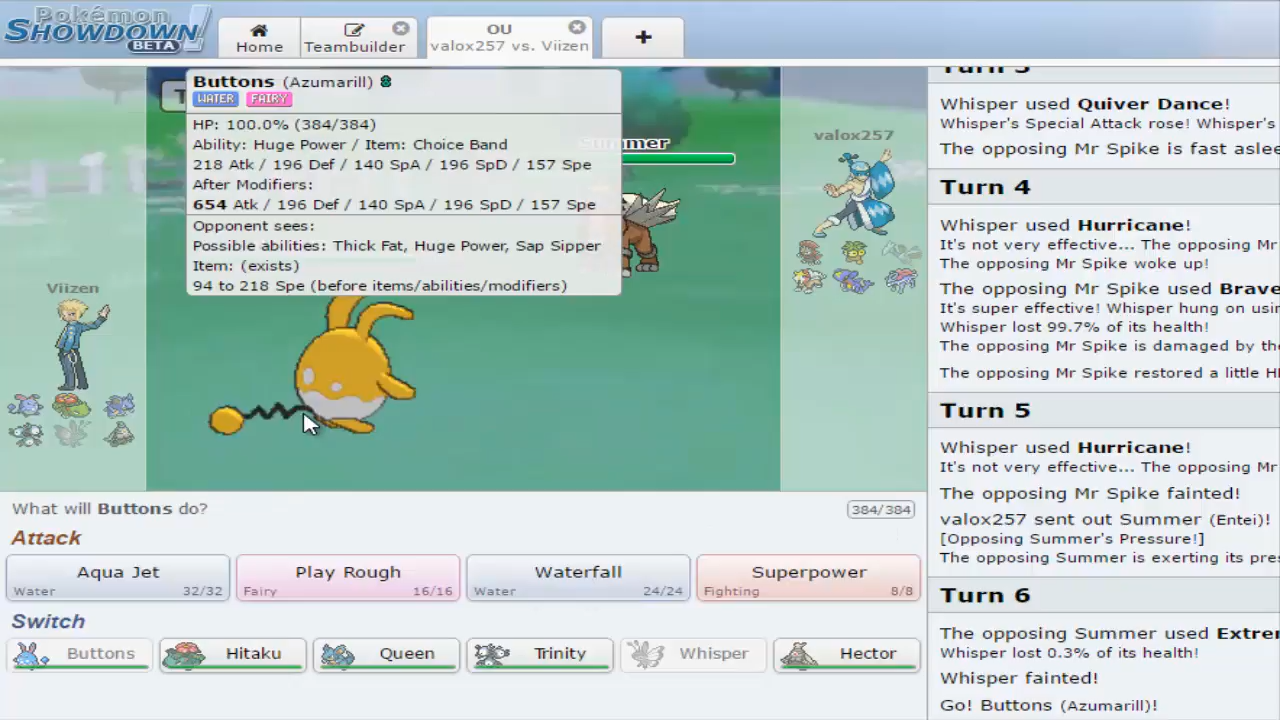 Pokémon
SHOWDOWN!
BETA
Home
Teambuilder
OU
valox257 vs. Viizen
+
Buttons (Azumarill)
WATER FAIRY
HP: 100.0% (384/384)
Ability: Huge Power / Item: Choice Band
218 Atk / 196 Def / 140 SpA / 196 SpD / 157 Spe
After Modifiers:
654 Atk / 196 Def / 140 SpA / 196 SpD / 157 Spe
Opponent sees:
Possible abilities: Thick Fat, Huge Power, Sap Sipper
Item: (exists)
94 to 218 Spe (before items/abilities/modifiers)
T
Summer
valox257
Viizen
Turn 3
Whisper used Quiver Dance!
Whisper's Special Attack rose! Whisper's
The opposing Mr Spike is fast aslee
Turn 4
Whisper used Hurricane!
It's not very effective... The opposing Mr
The opposing Mr Spike woke up!
The opposing Mr Spike used Brave
It's super effective! Whisper hung on using
Whisper lost 99.7% of its health!
The opposing Mr Spike is damaged by the
The opposing Mr Spike restored a little H
Turn 5
Whisper used Hurricane!
It's not very effective... The opposing Mr
The opposing Mr Spike fainted!
valox257 sent out Summer (Entei)!
[Opposing Summer's Pressure!]
The opposing Summer is exerting its pres
Turn 6
The opposing Summer used Extrem
Whisper lost 0.3% of its health!
Whisper fainted!
Go! Buttons (Azumarill)!
What will Buttons do?
384/384
Attack
Aqua Jet
Water 32/32
Play Rough
Fairy 16/16
Waterfall
Water 24/24
Superpower
Fighting 8/8
Switch
Buttons
Hitaku
Queen
Trinity
Whisper
Hector